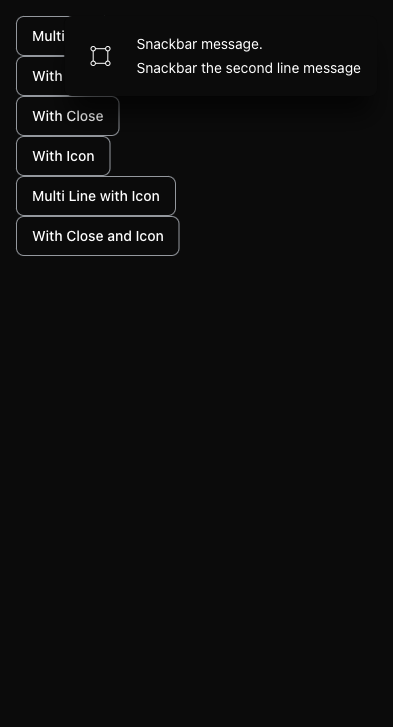 Multi
With
Snackbar message.
Snackbar the second line message
With Close
With Icon
Multi Line with Icon
With Close and Icon